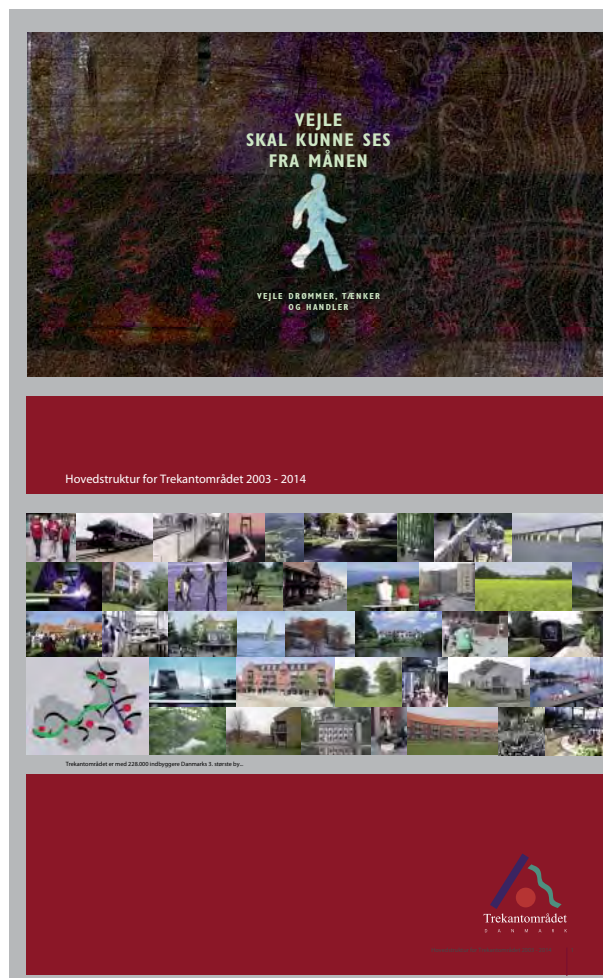 VEJLE
SKAL KUNNE SES
FRA MÅNEN
VEJLE DRØMMER, TÆNKER
OG HANDLER
Hovedstruktur for Trekantområdet 2003 - 2014
Trekantområdet er med 228.000 indbyggere Danmarks 3. største by...
Trekantområdet
DANMARK